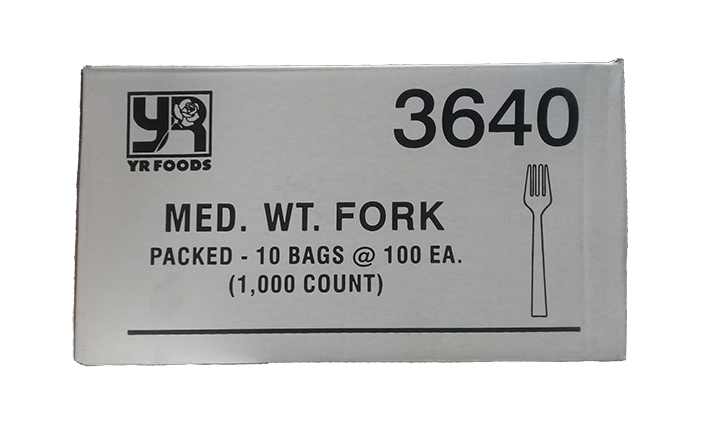 YR
YR FOODS
3640
MED. WT. FORK
PACKED - 10 BAGS @ 100 EA.
(1,000 COUNT)